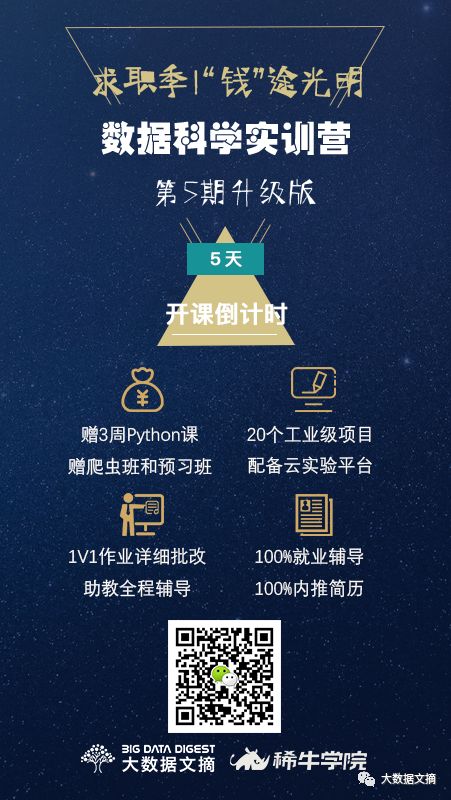 求职季|“钱”途光明
数据科学实训营
第5期升级版
5天
开课倒计时
¥
赠3周Python课
赠爬虫班和预习班
20个工业级项目
配备云实验平台
1V1作业详细批改
助教全程辅导
100%就业辅导
100%内推简历
BIG DATA DIGEST
大数据文摘
稀牛学院
大数据文摘